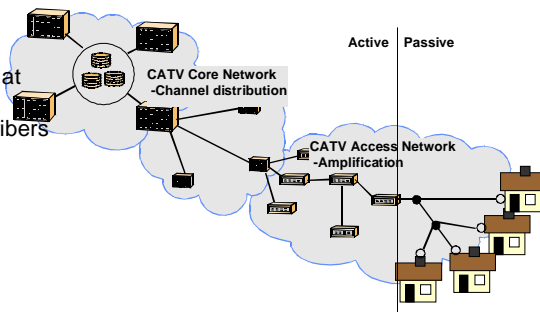 Active Passive
at
CATV Core Network
-Channel distribution
ibers
CATV Access Network
-Amplification